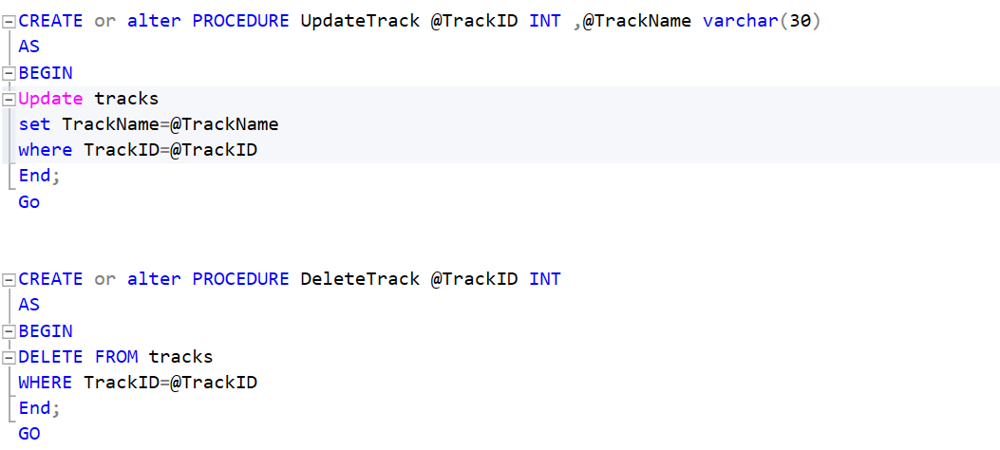 CREATE or alter PROCEDURE UpdateTrack @TrackID INT ,@TrackName varchar(30)
AS
BEGIN
Update tracks
set TrackName=@TrackName
where TrackID=@TrackID
End;
Go
CREATE or alter PROCEDURE DeleteTrack @TrackID INT
AS
BEGIN
DELETE FROM tracks
WHERE TrackID=@TrackID
End;
GO